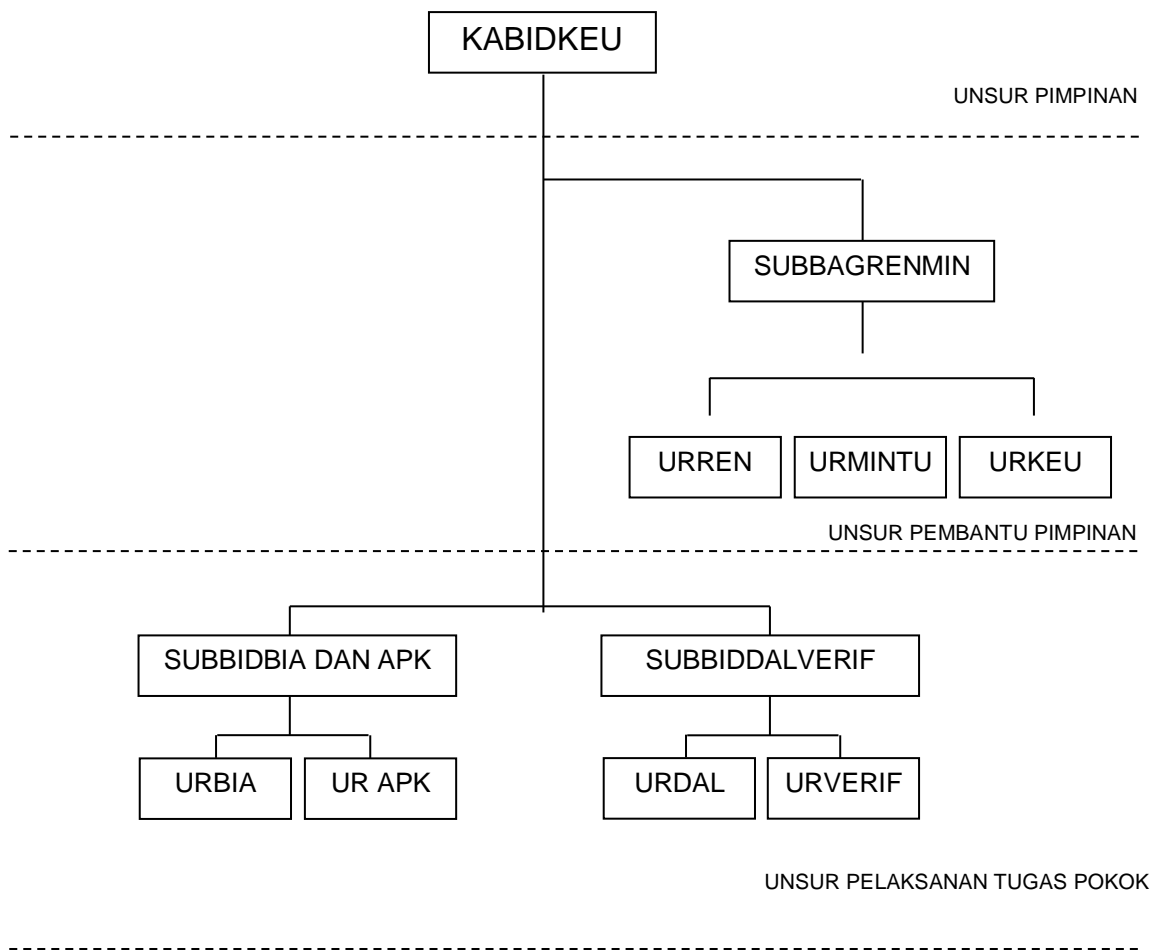 KABIDKEU
UNSUR PIMPINAN
SUBBAGRENMIN
URREN
URMINTU
URKEU
UNSUR PEMBANTU PIMPINAN
SUBBIDBIA DAN APK
SUBBIDDALVERIF
URBIA
UR APK
URDAL
URVERIF
UNSUR PELAKSANAN TUGAS POKOK